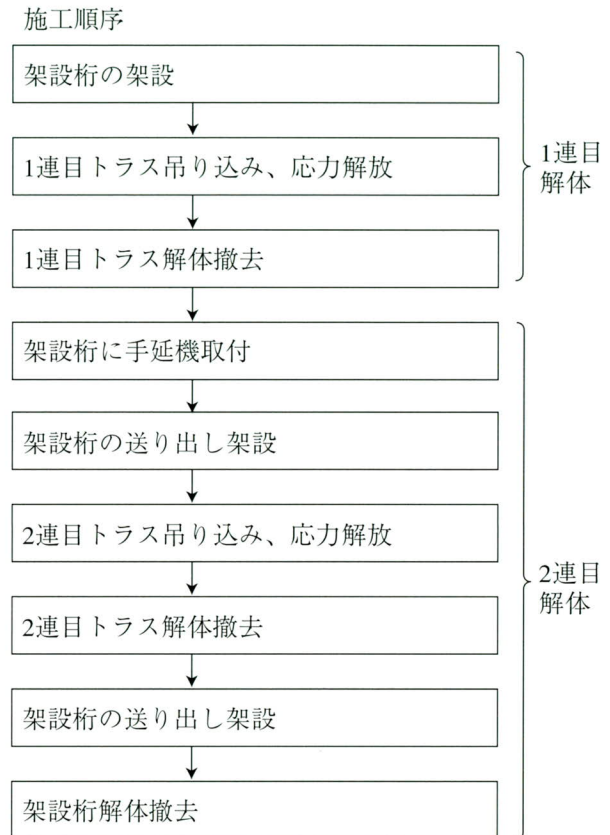 施工順序
架設桁の架設
1連目トラス吊り込み、応力解放
1連目トラス解体撤去
1連目
解体
架設桁に手延機取付
架設桁の送り出し架設
2連目トラス吊り込み、応力解放
2連目トラス解体撤去
架設桁の送り出し架設
架設桁解体撤去
2連目
解体